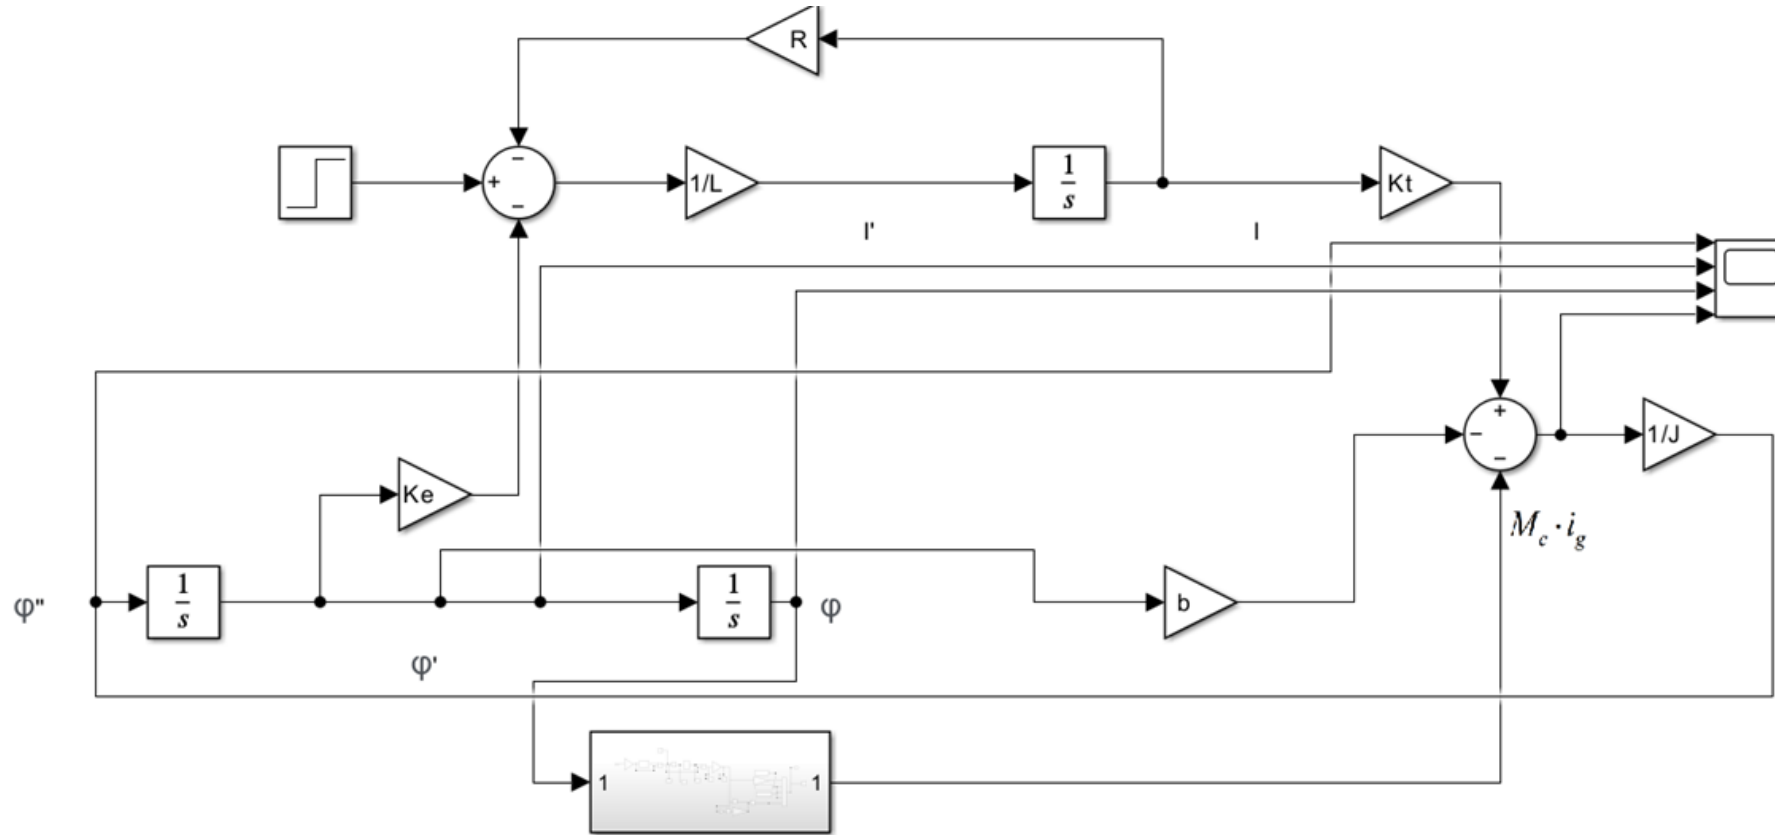 R
−
+
−
1/L
1
s
Kt
I'
I
+
−
−
1/J
Ke
M_c · i_g
φ"
1
s
1
s
φ
b
φ'
1
1